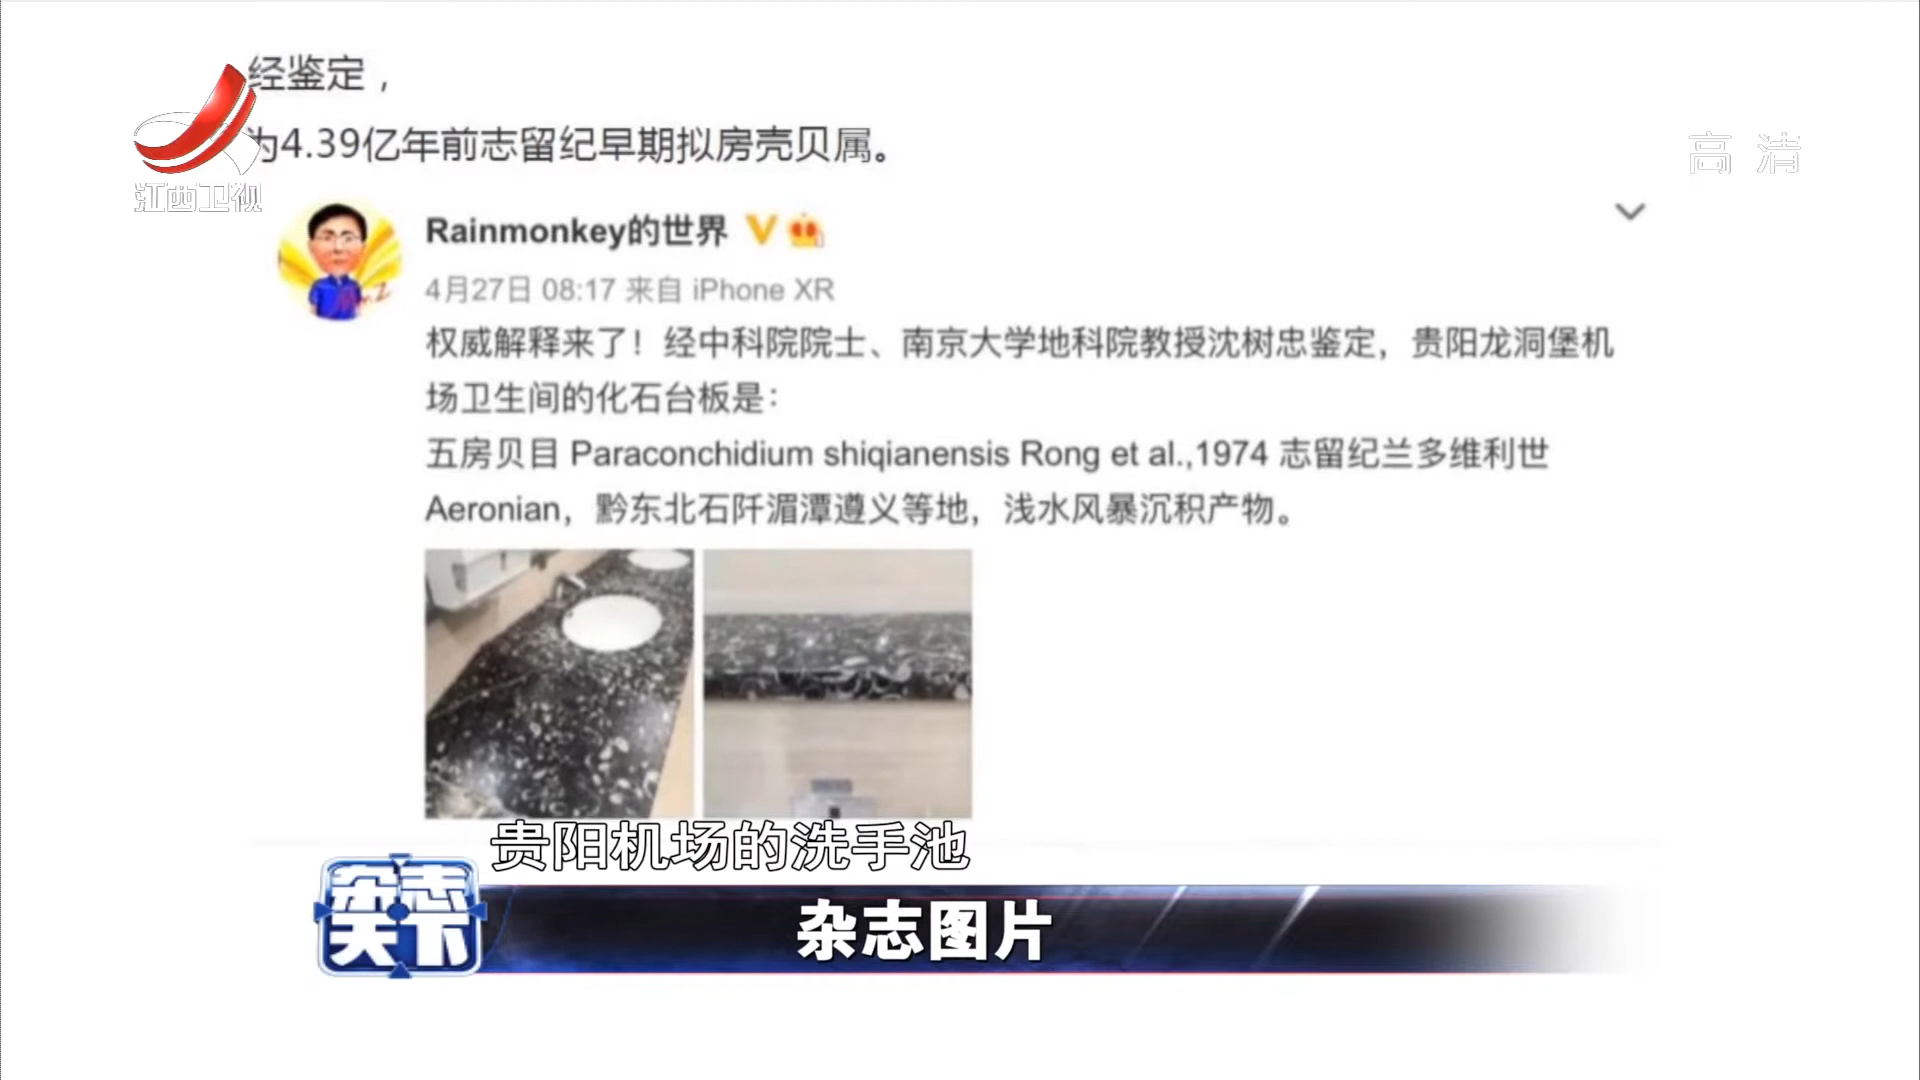 经鉴定，
为4.39亿年前志留纪早期拟房壳贝属。
江西卫视
高清
Rainmonkey的世界
4月27日 08:17 来自 iPhone XR
权威解释来了！经中科院院士、南京大学地科院教授沈树忠鉴定，贵阳龙洞堡机
场卫生间的化石台板是：
五房贝目 Paraconchidium shiqianensis Rong et al.,1974 志留纪兰多维利世
Aeronian，黔东北石阡湄潭遵义等地，浅水风暴沉积产物。
贵阳机场的洗手池
杂志
天下
杂志图片